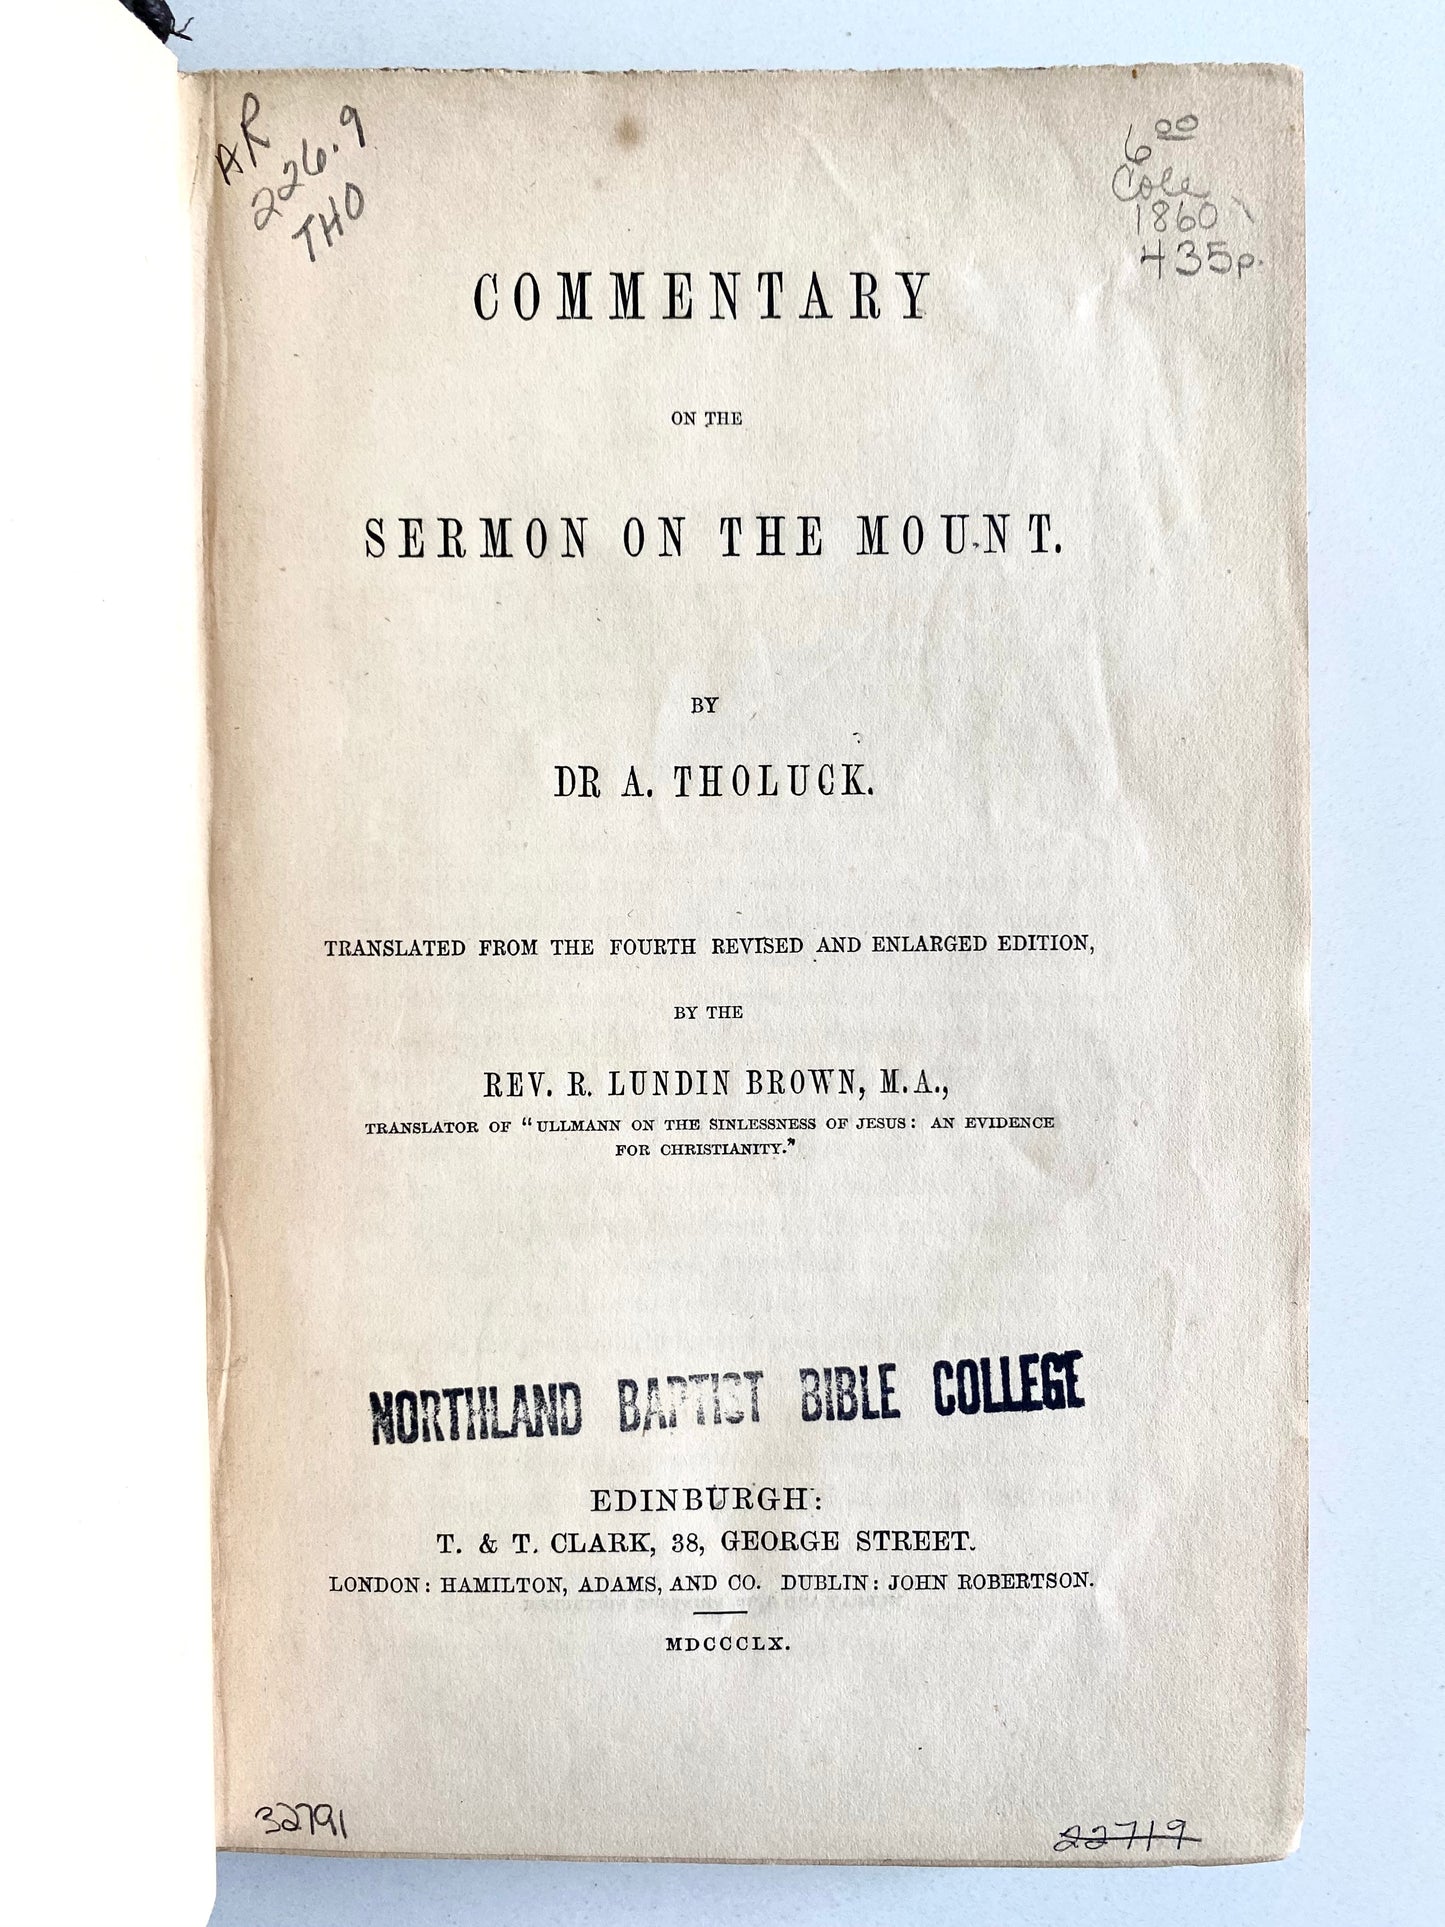 AR
226.9
THO
6 00
Cole
1860
435p.
COMMENTARY
ON THE
SERMON ON THE MOUNT.
BY
DR A. THOLUCK.
TRANSLATED FROM THE FOURTH REVISED AND ENLARGED EDITION,
BY THE
REV. R. LUNDIN BROWN, M.A.,
TRANSLATOR OF "ULLMANN ON THE SINLESSNESS OF JESUS: AN EVIDENCE
FOR CHRISTIANITY."
NORTHLAND BAPTIST BIBLE COLLEGE
EDINBURGH:
T. & T. CLARK, 38, GEORGE STREET.
LONDON: HAMILTON, ADAMS, AND CO. DUBLIN: JOHN ROBERTSON.
MDCCCLX.
32791
22719